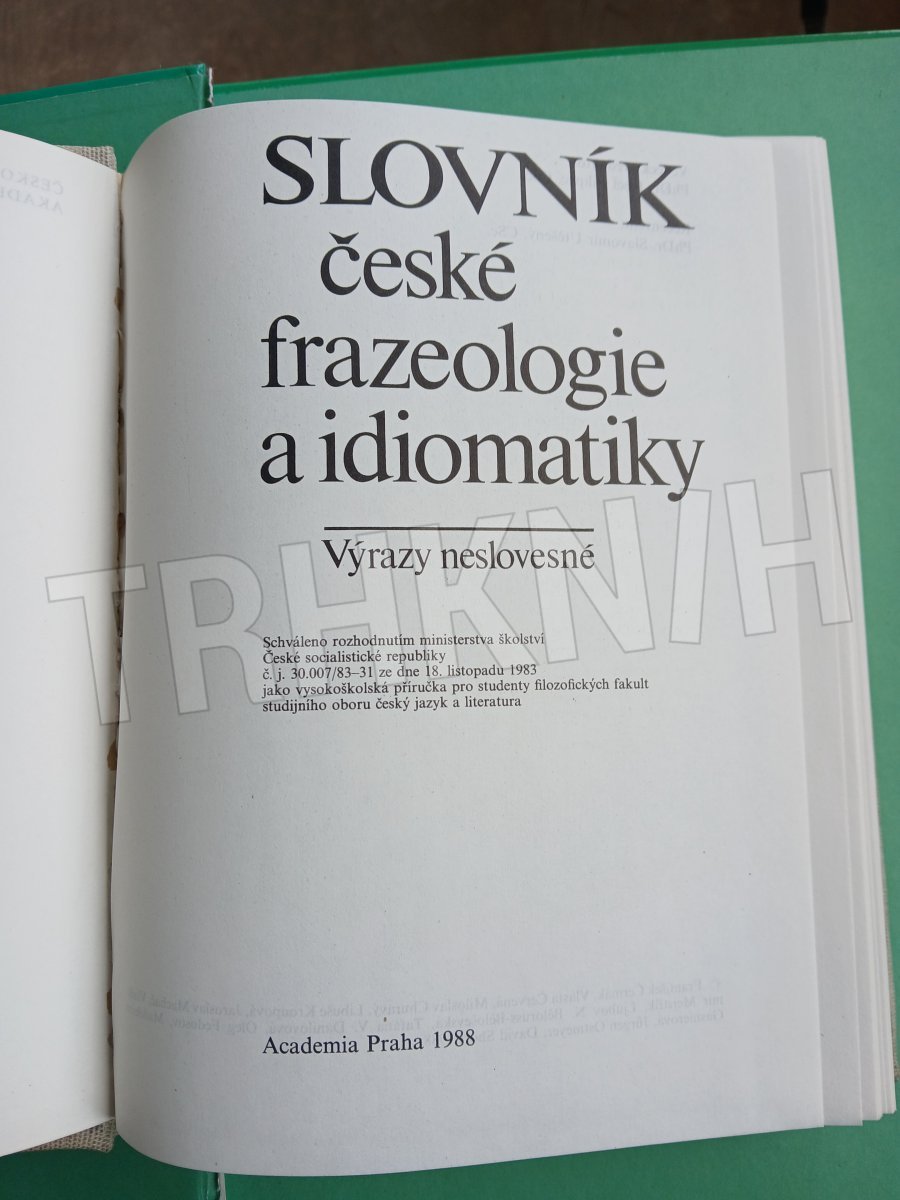 SLOVNÍK
české
frazeologie
a idiomatiky
Výrazy neslovesné
TRHKNIH
Schváleno rozhodnutím ministerstva školství
České socialistické republiky
č. j. 30.007/83–31 ze dne 18. listopadu 1983
jako vysokoškolská příručka pro studenty filozofických fakult
studijního oboru český jazyk a literatura
Academia Praha 1988